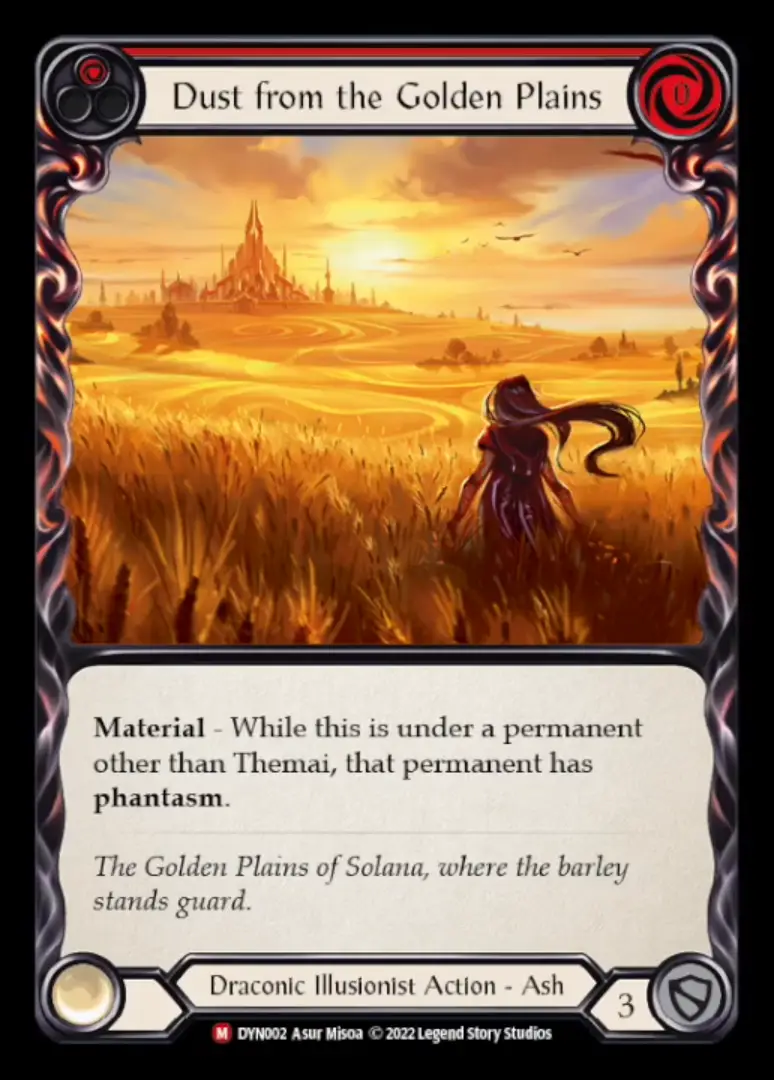 Dust from the Golden Plains
0
Material - While this is under a permanent
other than Themai, that permanent has
phantasm.
The Golden Plains of Solana, where the barley
stands guard.
Draconic Illusionist Action - Ash
3
M DYN002 Asur Misoa © 2022 Legend Story Studios